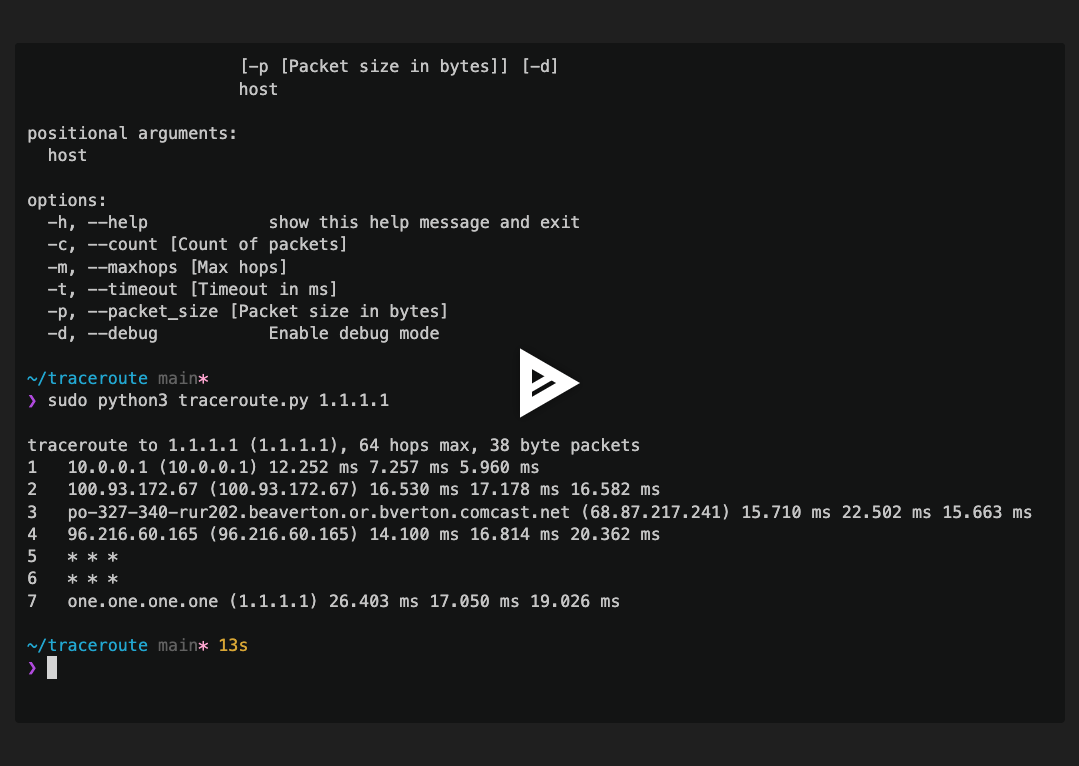 [-p [Packet size in bytes]] [-d]
host
positional arguments:
host
options:
-h, --help show this help message and exit
-c, --count [Count of packets]
-m, --maxhops [Max hops]
-t, --timeout [Timeout in ms]
-p, --packet_size [Packet size in bytes]
-d, --debug Enable debug mode
~/traceroute main*
❯ sudo python3 traceroute.py 1.1.1.1
traceroute to 1.1.1.1 (1.1.1.1), 64 hops max, 38 byte packets
1 10.0.0.1 (10.0.0.1) 12.252 ms 7.257 ms 5.960 ms
2 100.93.172.67 (100.93.172.67) 16.530 ms 17.178 ms 16.582 ms
3 po-327-340-rur202.beaverton.or.bverton.comcast.net (68.87.217.241) 15.710 ms 22.502 ms 15.663 ms
4 96.216.60.165 (96.216.60.165) 14.100 ms 16.814 ms 20.362 ms
5 * * *
6 * * *
7 one.one.one.one (1.1.1.1) 26.403 ms 17.050 ms 19.026 ms
~/traceroute main* 13s
❯